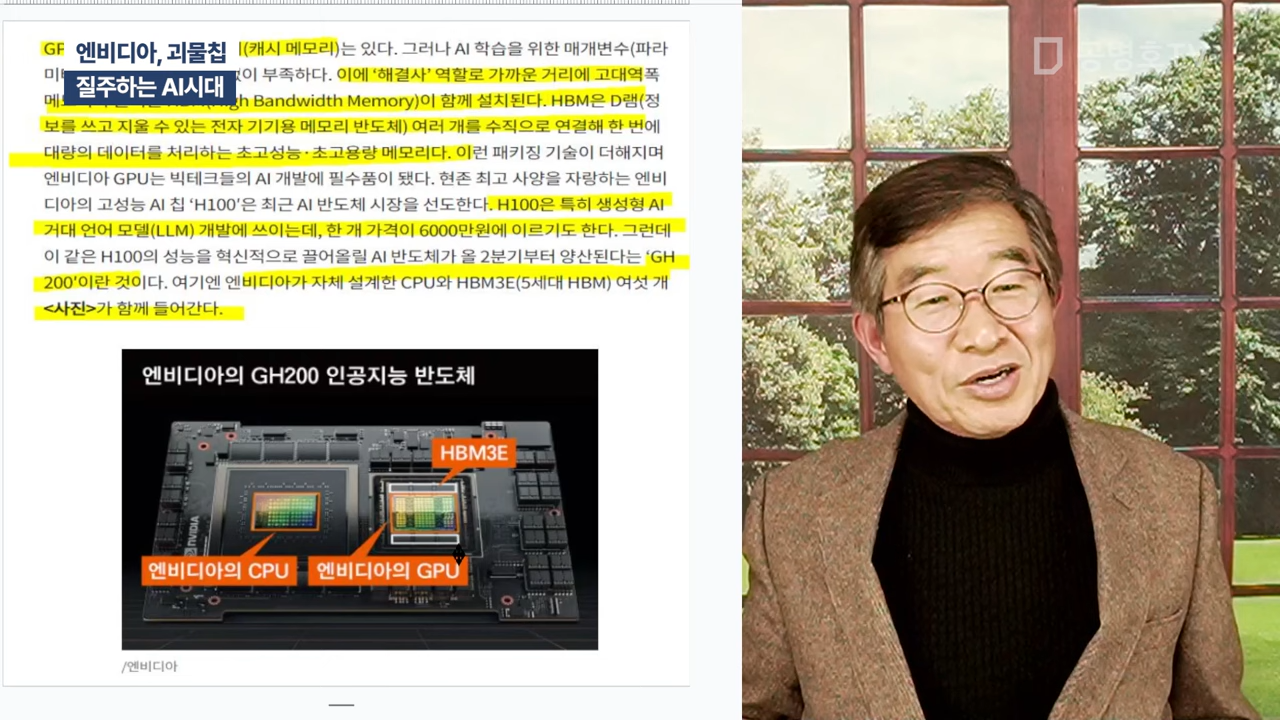 엔비디아, 괴물칩
질주하는 AI시대
공병호TV
GP
(캐시 메모리)는 있다. 그러나 AI 학습을 위한 매개변수(파라
미
없이 부족하다. 이에 ‘해결사’ 역할로 가까운 거리에 고대역폭
메
High Bandwidth Memory)이 함께 설치된다. HBM은 D램(정
보를 쓰고 지울 수 있는 전자 기기용 메모리 반도체) 여러 개를 수직으로 연결해 한 번에
대량의 데이터를 처리하는 초고성능·초고용량 메모리다. 이런 패키징 기술이 더해지며
엔비디아 GPU는 빅테크들의 AI 개발에 필수품이 됐다. 현존 최고 사양을 자랑하는 엔비
디아의 고성능 AI 칩 ‘H100’은 최근 AI 반도체 시장을 선도한다. H100은 특히 생성형 AI
거대 언어 모델(LLM) 개발에 쓰이는데, 한 개 가격이 6000만원에 이르기도 한다. 그런데
이 같은 H100의 성능을 혁신적으로 끌어올릴 AI 반도체가 올 2분기부터 양산된다는 ‘GH
200’이란 것이다. 여기엔 엔비디아가 자체 설계한 CPU와 HBM3E(5세대 HBM) 여섯 개
<사진>가 함께 들어간다.
엔비디아의 GH200 인공지능 반도체
HBM3E
NVIDIA
엔비디아의 CPU
엔비디아의 GPU
/엔비디아